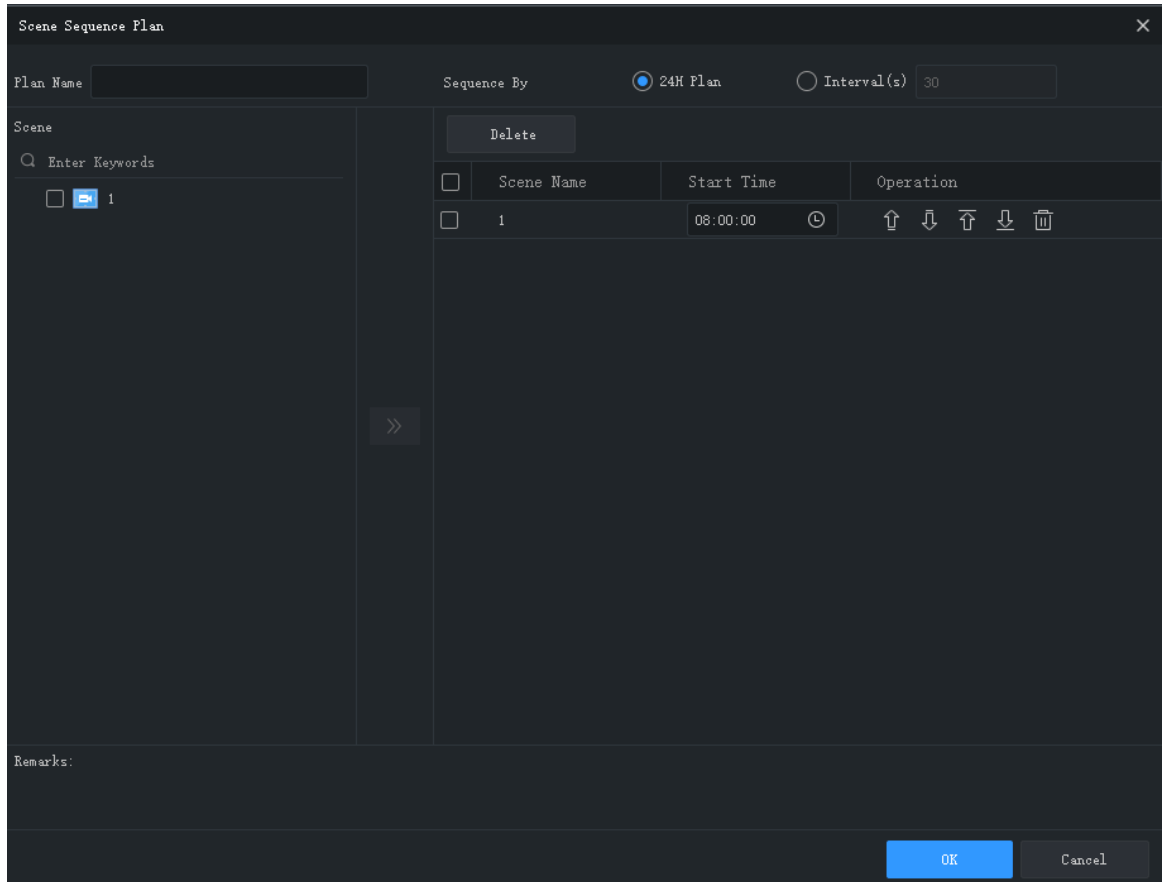 Scene Sequence Plan
Plan Name
Sequence By 24H Plan Interval(s) 30
Scene
Enter Keywords
1
Delete
Scene Name Start Time Operation
1 08:00:00
Remarks:
OK Cancel